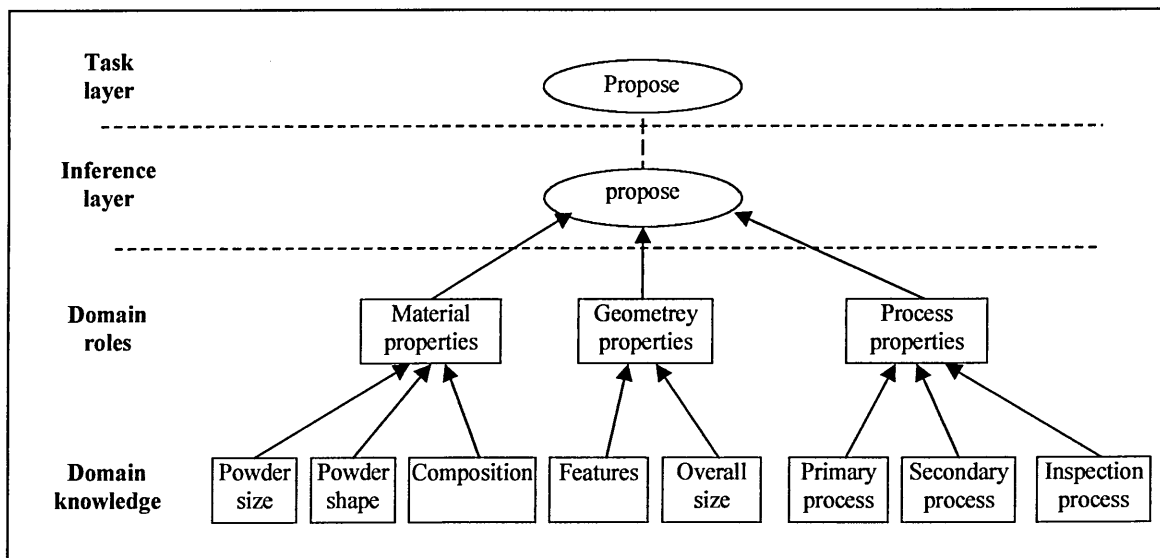 Task
layer
Propose
Inference
layer
propose
Domain
roles
Material
properties
Geometrey
properties
Process
properties
Domain
knowledge
Powder
size
Powder
shape
Composition
Features
Overall
size
Primary
process
Secondary
process
Inspection
process